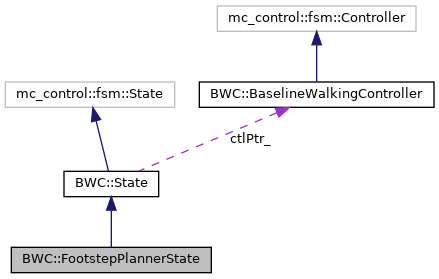 mc_control::fsm::Controller
mc_control::fsm::State
BWC::BaselineWalkingController
ctlPtr_
BWC::State
BWC::FootstepPlannerState